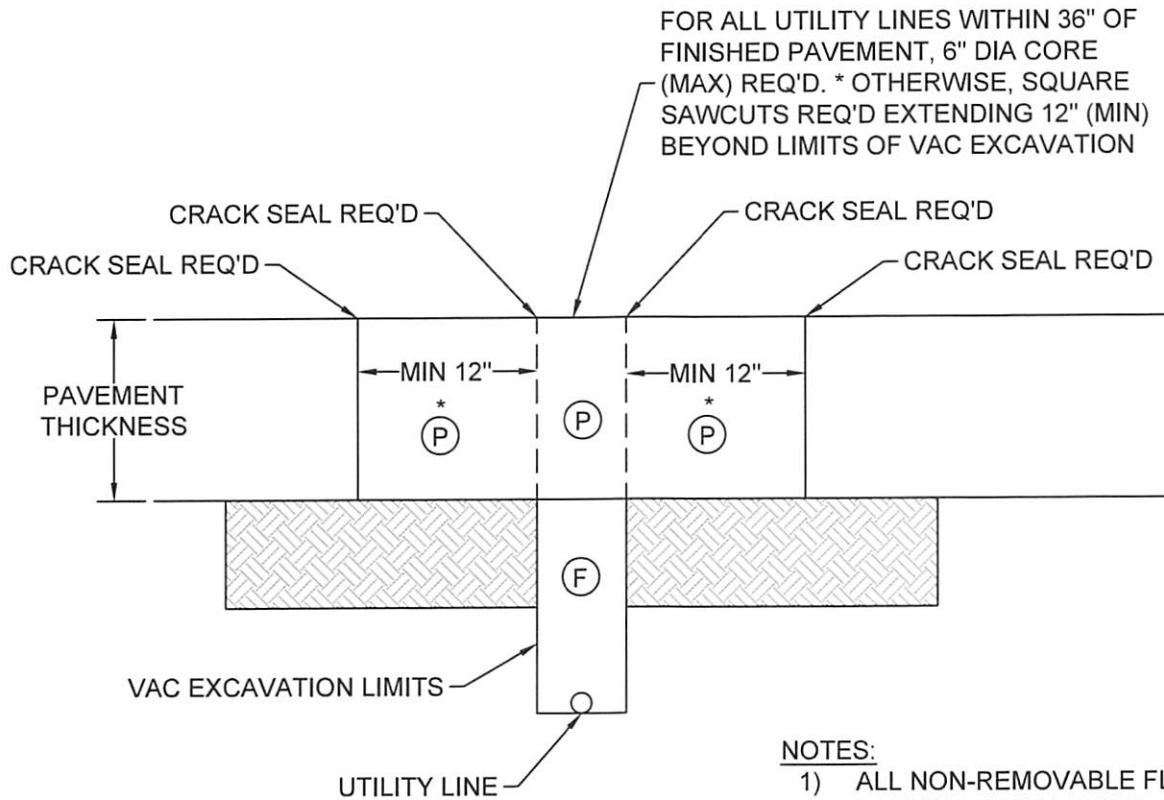 FOR ALL UTILITY LINES WITHIN 36" OF
FINISHED PAVEMENT, 6" DIA CORE
(MAX) REQ'D. * OTHERWISE, SQUARE
SAWCUTS REQ'D EXTENDING 12" (MIN)
BEYOND LIMITS OF VAC EXCAVATION
CRACK SEAL REQ'D
CRACK SEAL REQ'D
CRACK SEAL REQ'D
CRACK SEAL REQ'D
MIN 12"
MIN 12"
PAVEMENT
THICKNESS
*
P
P
*
P
F
VAC EXCAVATION LIMITS
UTILITY LINE
NOTES:
1) ALL NON-REMOVABLE